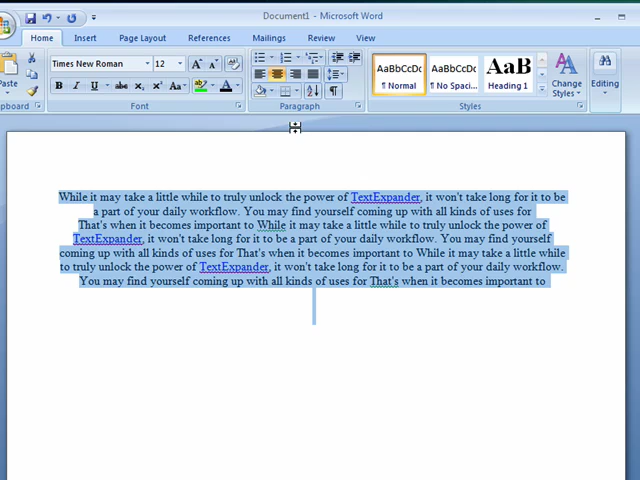 Document1 - Microsoft Word
Home Insert Page Layout References Mailings Review View
Times New Roman 12 AaBbCcDc AaBbCcDc AaB
B I U abc x₂ x² Aa ab A ¶ Normal ¶ No Spaci... Heading 1 Change Styles Editing
Font Paragraph Styles
While it may take a little while to truly unlock the power of TextExpander, it won't take long for it to be
a part of your daily workflow. You may find yourself coming up with all kinds of uses for
That's when it becomes important to While it may take a little while to truly unlock the power of
TextExpander, it won't take long for it to be a part of your daily workflow. You may find yourself
coming up with all kinds of uses for That's when it becomes important to While it may take a little while
to truly unlock the power of TextExpander, it won't take long for it to be a part of your daily workflow.
You may find yourself coming up with all kinds of uses for That's when it becomes important to